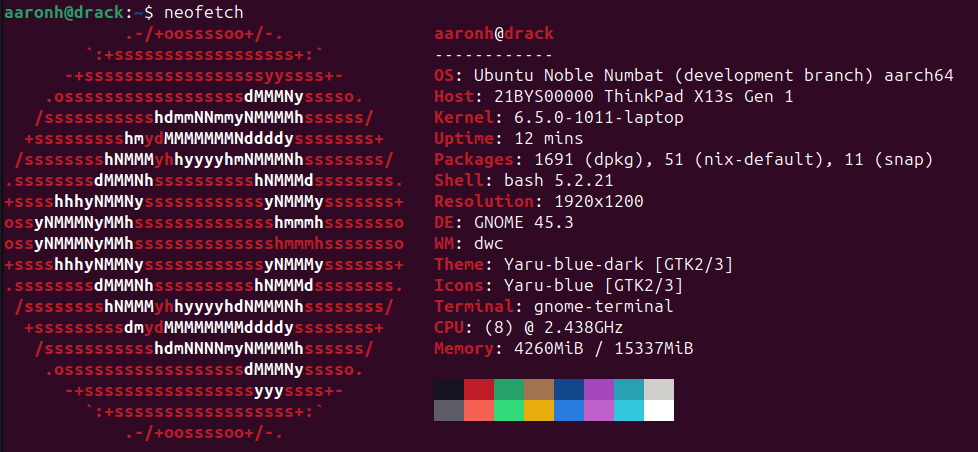 aaronh@drack:~$ neofetch
            .-/+oossssoo+/-.               aaronh@drack
        `:+ssssssssssssssssss+:`           ------------
      -+ssssssssssssssssssyyssss+-         OS: Ubuntu Noble Numbat (development branch) aarch64
    .ossssssssssssssssssdMMMNysssso.       Host: 21BYS00000 ThinkPad X13s Gen 1
   /ssssssssssshdmmNNmmyNMMMMhssssss/      Kernel: 6.5.0-1011-laptop
  +ssssssssshmydMMMMMMMNddddyssssssss+     Uptime: 12 mins
 /sssssssshNMMMyhhyyyyhmNMMMNhssssssss/    Packages: 1691 (dpkg), 51 (nix-default), 11 (snap)
.ssssssssdMMMNhsssssssssshNMMMdssssssss.   Shell: bash 5.2.21
+sssshhhyNMMNyssssssssssssyNMMMysssssss+   Resolution: 1920x1200
ossyNMMMNyMMhsssssssssssssshmmmhssssssso   DE: GNOME 45.3
ossyNMMMNyMMhsssssssssssssshmmmhssssssso   WM: dwc
+sssshhhyNMMNyssssssssssssyNMMMysssssss+   Theme: Yaru-blue-dark [GTK2/3]
.ssssssssdMMMNhsssssssssshNMMMdssssssss.   Icons: Yaru-blue [GTK2/3]
 /sssssssshNMMMyhhyyyyhdNMMMNhssssssss/    Terminal: gnome-terminal
  +sssssssssdmydMMMMMMMMddddyssssssss+     CPU: (8) @ 2.438GHz
   /ssssssssssshdmNNNNmyNMMMMhssssss/      Memory: 4260MiB / 15337MiB
    .ossssssssssssssssssdMMMNysssso.
      -+sssssssssssssssssyyyssss+-
        `:+ssssssssssssssssss+:`
            .-/+oossssoo+/-.